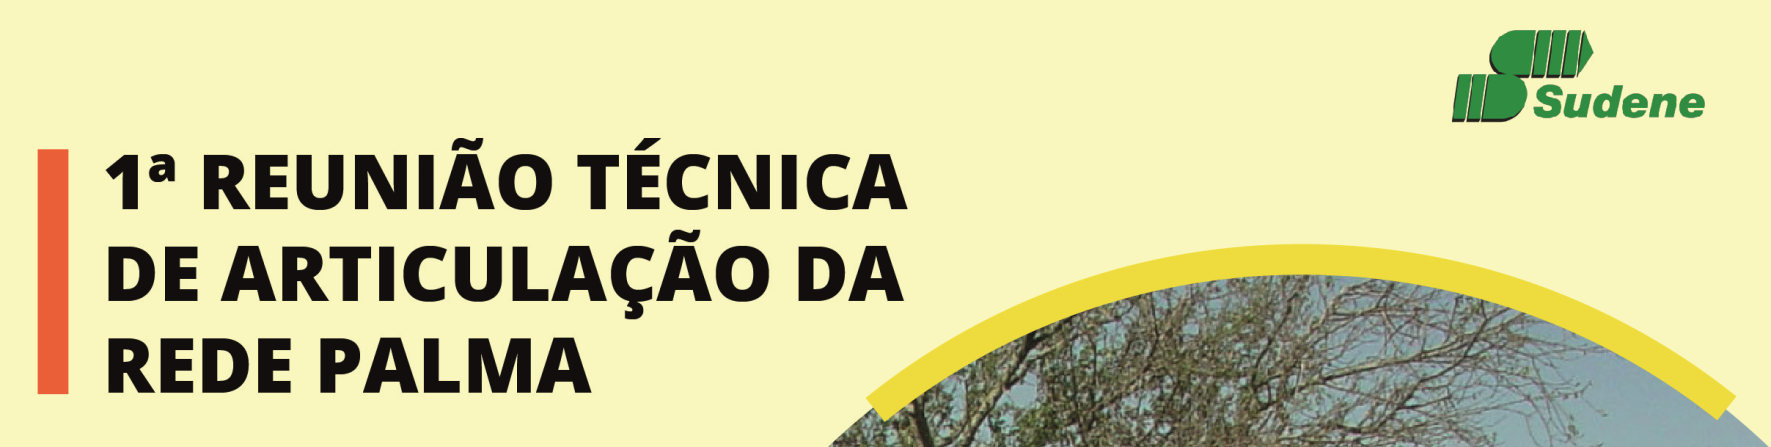 Sudene
1ª REUNIÃO TÉCNICA
DE ARTICULAÇÃO DA
REDE PALMA